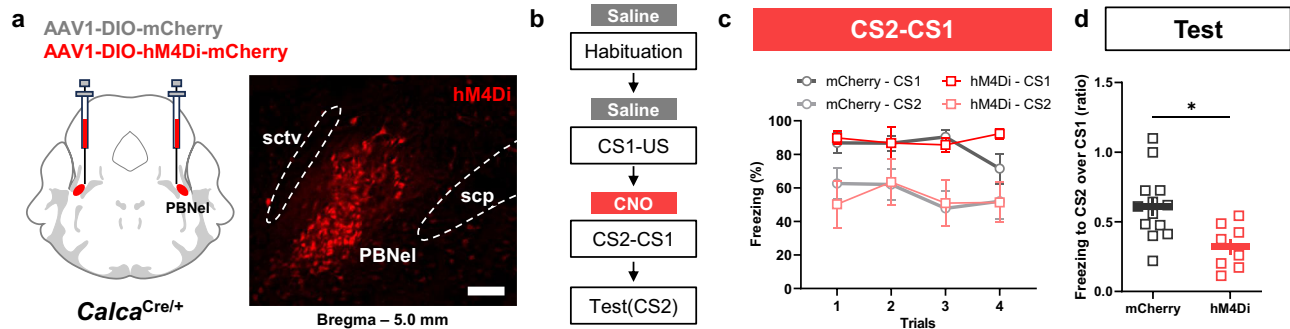 a
AAV1-DIO-mCherry
AAV1-DIO-hM4Di-mCherry
PBNel
Calca
Cre/+
hM4Di
sctv
scp
PBNel
Bregma – 5.0 mm
b
Saline
Habituation
Saline
CS1-US
CNO
CS2-CS1
Test(CS2)
c
CS2-CS1
mCherry - CS1
hM4Di - CS1
mCherry - CS2
hM4Di - CS2
Freezing (%)
100
80
60
40
20
0
1 2 3 4
Trials
d
Test
Freezing to CS2 over CS1 (ratio)
1.5
1.0
0.5
0.0
*
mCherry hM4Di